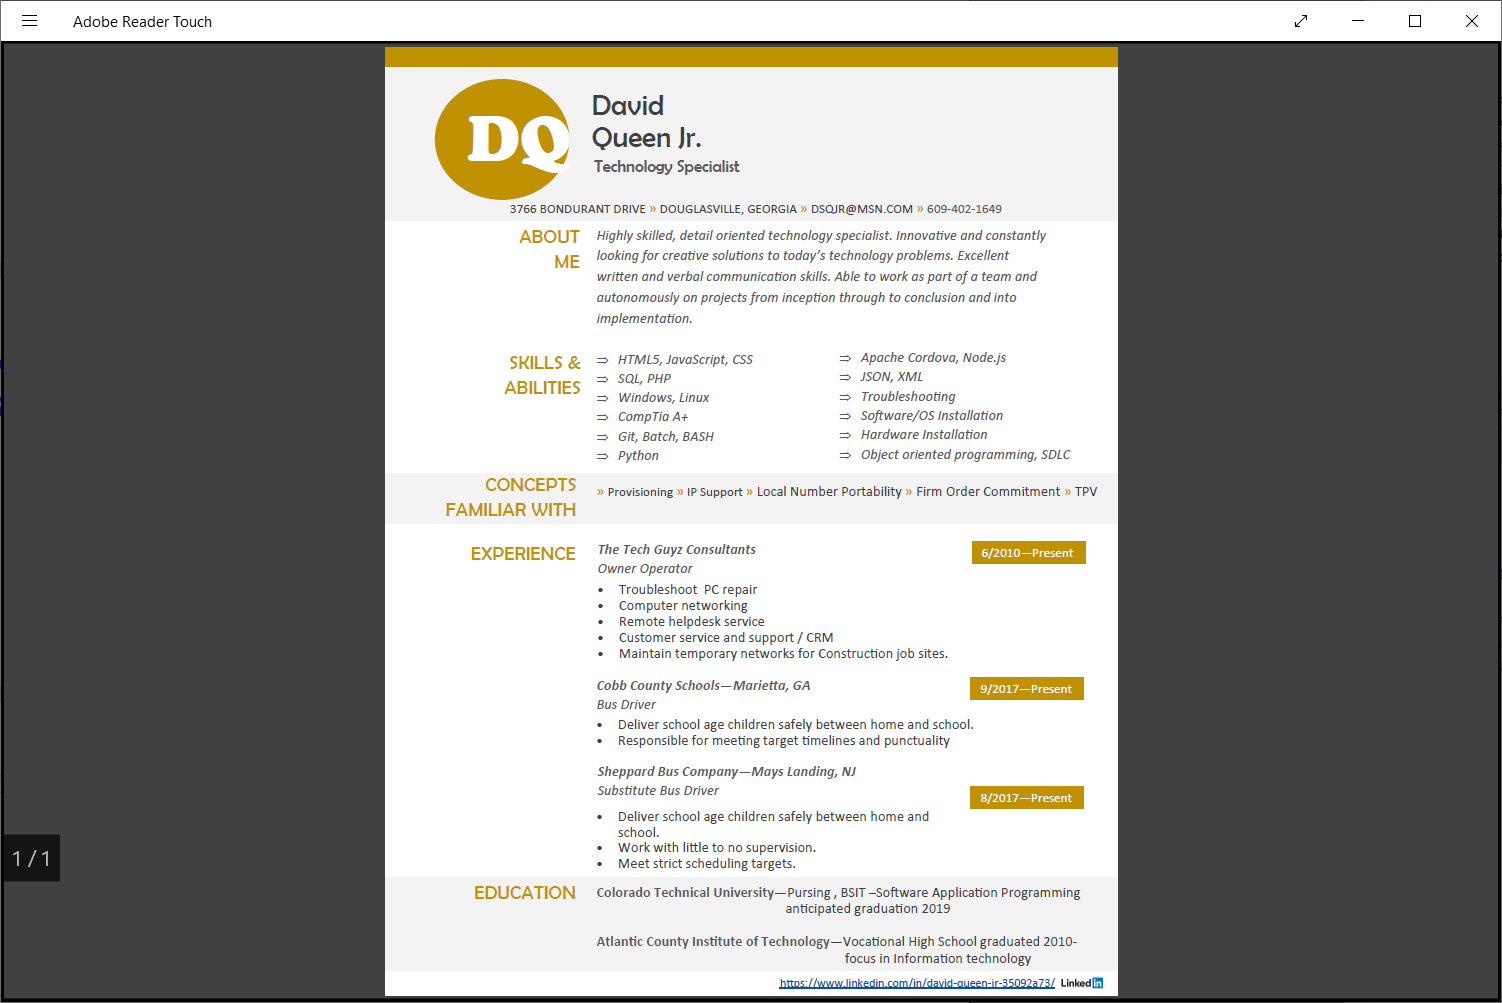 Adobe Reader Touch
DQ
David
Queen Jr.
Technology Specialist
3766 BONDURANT DRIVE » DOUGLASVILLE, GEORGIA » DSQJR@MSN.COM » 609-402-1649
ABOUT
ME
Highly skilled, detail oriented technology specialist. Innovative and constantly
looking for creative solutions to today’s technology problems. Excellent
written and verbal communication skills. Able to work as part of a team and
autonomously on projects from inception through to conclusion and into
implementation.
SKILLS &
ABILITIES
⇒ HTML5, JavaScript, CSS
⇒ SQL, PHP
⇒ Windows, Linux
⇒ CompTia A+
⇒ Git, Batch, BASH
⇒ Python
⇒ Apache Cordova, Node.js
⇒ JSON, XML
⇒ Troubleshooting
⇒ Software/OS Installation
⇒ Hardware Installation
⇒ Object oriented programming, SDLC
CONCEPTS
FAMILIAR WITH
» Provisioning » IP Support » Local Number Portability » Firm Order Commitment » TPV
EXPERIENCE
The Tech Guyz Consultants
6/2010—Present
Owner Operator
• Troubleshoot  PC repair
• Computer networking
• Remote helpdesk service
• Customer service and support / CRM
• Maintain temporary networks for Construction job sites.
Cobb County Schools—Marietta, GA
9/2017—Present
Bus Driver
• Deliver school age children safely between home and school.
• Responsible for meeting target timelines and punctuality
Sheppard Bus Company—Mays Landing, NJ
Substitute Bus Driver
8/2017—Present
• Deliver school age children safely between home and
school.
• Work with little to no supervision.
• Meet strict scheduling targets.
1 / 1
EDUCATION
Colorado Technical University—Pursing , BSIT –Software Application Programming
anticipated graduation 2019
Atlantic County Institute of Technology—Vocational High School graduated 2010-
focus in Information technology
https://www.linkedin.com/in/david-queen-jr-35092a73/ Linked in